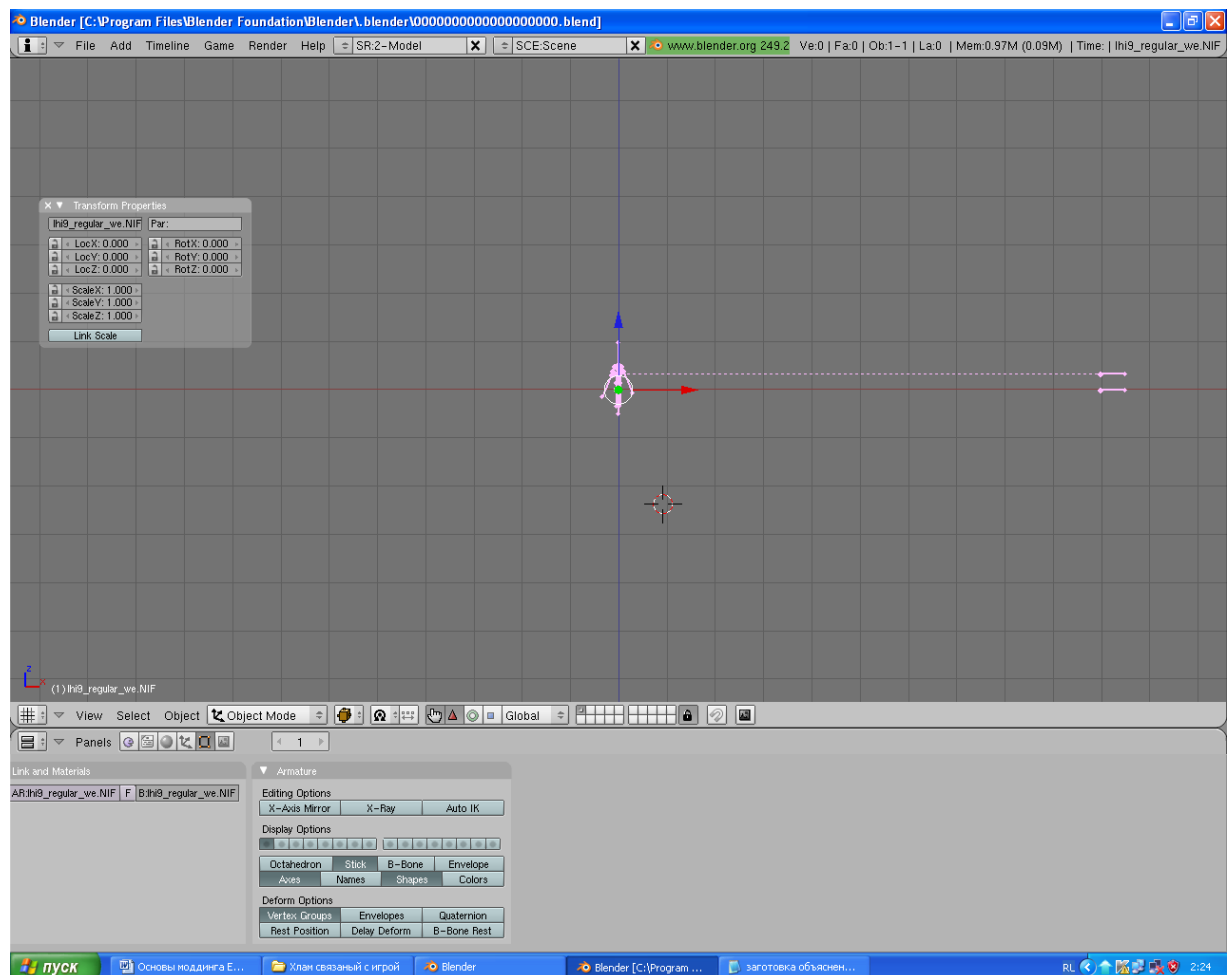 Blender [C:\Program Files\Blender Foundation\Blender\.blender\0000000000000000000.blend]
File Add Timeline Game Render Help SR:2-Model SCE:Scene www.blender.org 249.2 Ve:0 | Fa:0 | Ob:1-1 | La:0 | Mem:0.97M (0.09M) | Time: | lhi9_regular_we.NIF
Transform Properties
lhi9_regular_we.NIF Par:
LocX: 0.000 RotX: 0.000
LocY: 0.000 RotY: 0.000
LocZ: 0.000 RotZ: 0.000
ScaleX: 1.000
ScaleY: 1.000
ScaleZ: 1.000
Link Scale
z
x
(1) lhi9_regular_we.NIF
View Select Object Object Mode Global
Panels 1
Link and Materials Armature
AR:lhi9_regular_we.NIF F B:lhi9_regular_we.NIF
Editing Options
X-Axis Mirror X-Ray Auto IK
Display Options
Octahedron Stick B-Bone Envelope
Axes Names Shapes Colors
Deform Options
Vertex Groups Envelopes Quaternion
Rest Position Delay Deform B-Bone Rest
пуск Основы моддинга E... Хлам связаный с игрой Blender Blender [C:\Program ... заготовка объяснен... RL 2:24